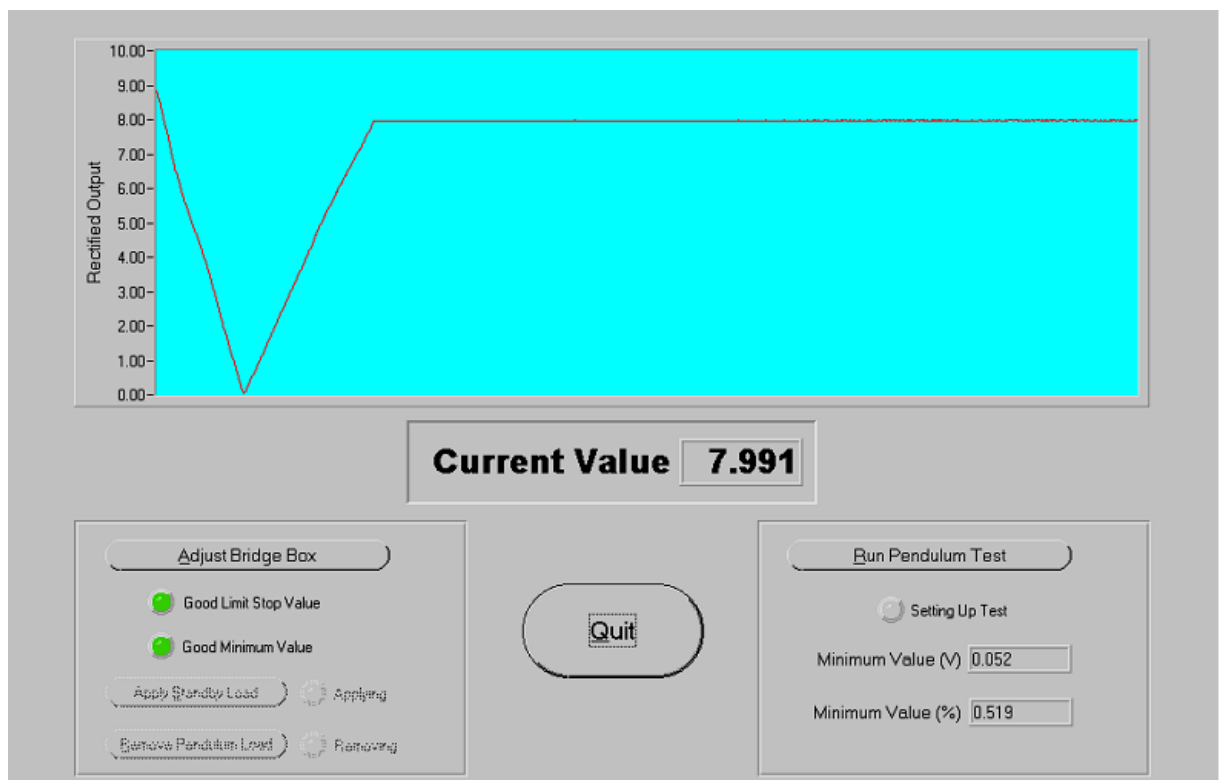 10.00
9.00
8.00
7.00
6.00
5.00
4.00
3.00
2.00
1.00
0.00
Rectified Output
Current Value 7.991
Adjust Bridge Box
Good Limit Stop Value
Good Minimum Value
Apply Standby Load
Applying
Remove Pendulum Load
Removing
Quit
Run Pendulum Test
Setting Up Test
Minimum Value (V) 0.052
Minimum Value (%) 0.519